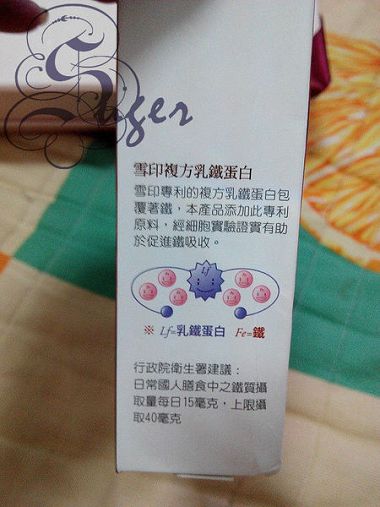 Stiger
雪印複方乳鐵蛋白
雪印專利的複方乳鐵蛋白包
覆著鐵，本產品添加此專利
原料，經細胞實驗證實有助
於促進鐵吸收。
Lf
※ Lf=乳鐵蛋白 Fe=鐵
行政院衛生署建議：
日常國人膳食中之鐵質攝
取量每日15毫克，上限攝
取40毫克